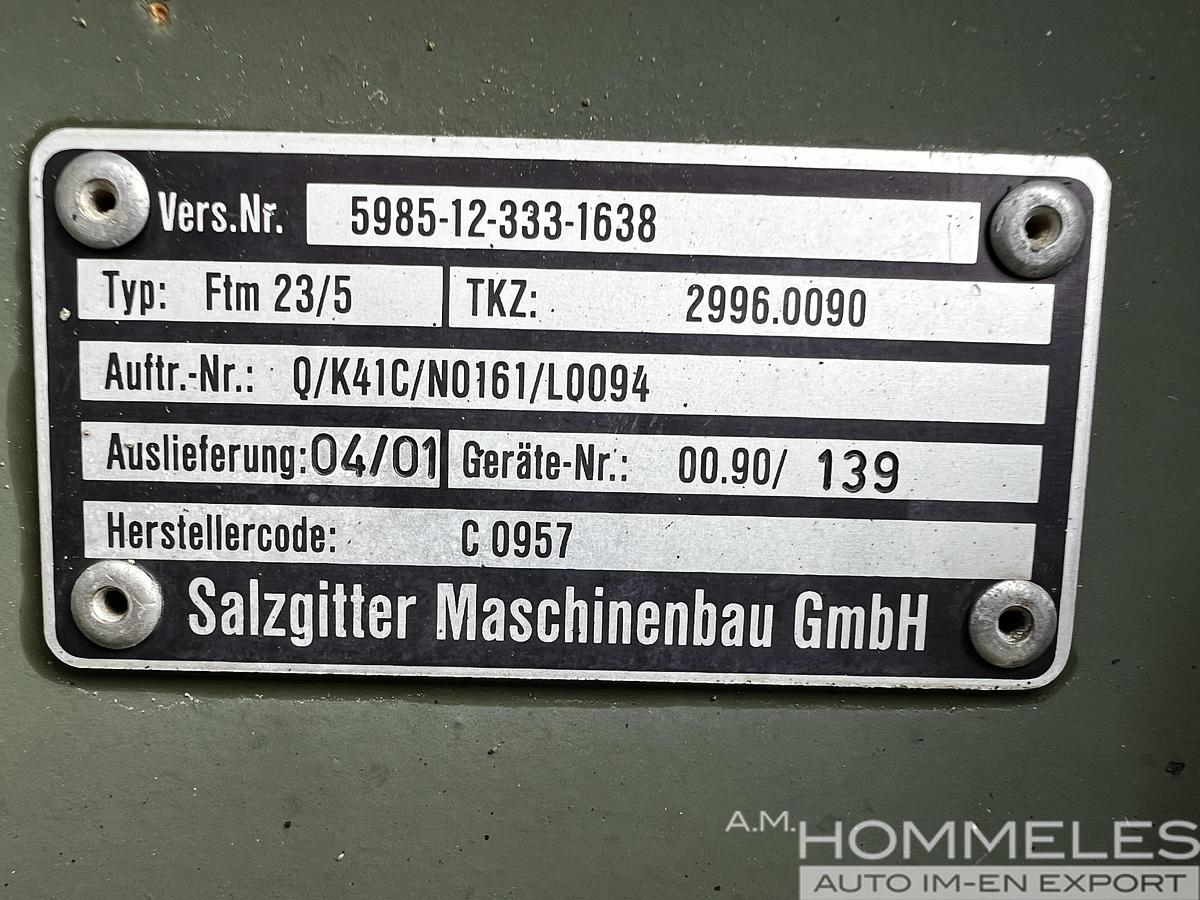 Vers.Nr. 5985-12-333-1638
Typ: Ftm 23/5 TKZ: 2996.0090
Auftr.-Nr.: Q/K41C/N0161/L0094
Auslieferung: 04/01 Geräte-Nr.: 00.90/ 139
Herstellercode: C 0957
Salzgitter Maschinenbau GmbH
A.M. HOMMELES
AUTO IM-EN EXPORT